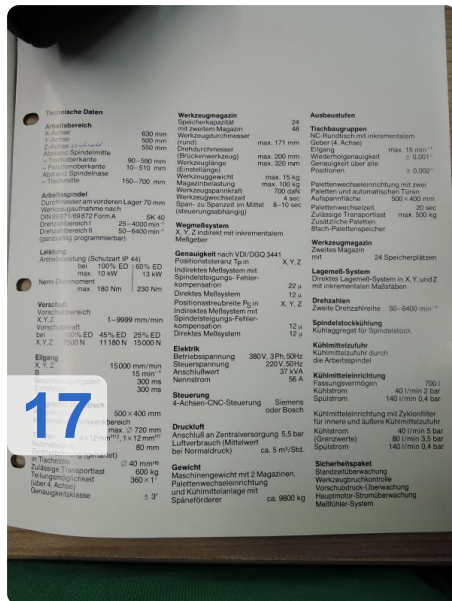 Technische Daten
Arbeitsbereich
X-Achse 630 mm
Y-Achse 500 mm
Z-Achse 550 mm
Abstand Spindelmitte
– Tischoberkante 90–590 mm
– Palettenoberkante 10–510 mm
Abstand Spindelnase
– Tischmitte 150–700 mm
Arbeitsspindel
Durchmesser am vorderen Lager 70 mm
Werkzeugaufnahme nach
DIN 69871/69872 Form A SK 40
Drehzahlbereich I 25–4000 min⁻¹
Drehzahlbereich II 50–6400 min⁻¹
(ganzzahlig programmierbar)
Leistung
Antriebsleistung (Schutzart IP 44)
bei 100% ED 60% ED
max. 10 kW 13 kW
Nenn-Drehmoment
max. 180 Nm 230 Nm
Vorschub
Vorschubbereich
X,Y,Z 1–9999 mm/min
Vorschubkraft
bei 100% ED 45% ED 25% ED
X,Y,Z 7500 N 11180 N 15000 N
Eilgang
X,Y,Z 15000 mm/min
B 15 min⁻¹
300 ms
300 ms
500 × 400 mm
max. ∅ 720 mm
80 mm
in Tischmitte ∅ 40 mm H6
Zulässige Transportlast 600 kg
Teilungsmöglichkeit 360×1°
(über 4. Achse)
Genauigkeitsklasse ± 3"
17
Werkzeugmagazin
Speicherkapazität 24
mit zweitem Magazin 48
Werkzeugdurchmesser
(rund) max. 171 mm
Drehdurchmesser
(Brückenwerkzeug) max. 200 mm
Werkzeuglänge max. 320 mm
(Einstellänge)
Werkzeuggewicht max. 15 kg
Magazinbelastung max. 100 kg
Werkzeugspannkraft 700 daN
Werkzeugwechselzeit 4 sec
Span- zu Spanzeit im Mittel 8–10 sec
(steuerungsabhängig)
Wegmeßsystem
X, Y, Z indirekt mit inkrementalem
Meßgeber
Genauigkeit nach VDI/DGQ 3441
Positionstoleranz Tp in X, Y, Z
Indirektes Meßsystem mit
Spindelsteigungs-Fehler-
kompensation 22 µ
Direktes Meßsystem 12 µ
Positionsstreubreite Ps in X, Y, Z
Indirektes Meßsystem mit
Spindelsteigungs-Fehler-
kompensation 12 µ
Direktes Meßsystem 12 µ
Elektrik
Betriebsspannung 380 V, 3 Ph, 50 Hz
Steuerspannung 220 V, 50 Hz
Anschlußwert 37 kVA
Nennstrom 56 A
Steuerung
4-Achsen-CNC-Steuerung Siemens
oder Bosch
Druckluft
Anschluß an Zentralversorgung 5,5 bar
Luftverbrauch (Mittelwert
bei Normaldruck) ca. 5 m³/Std.
Gewicht
Maschinengewicht mit 2 Magazinen,
Palettenwechseleinrichtung
und Kühlmittelanlage mit
Späneförderer ca. 9800 kg
Ausbaustufen
Tischbaugruppen
NC-Rundtisch mit inkrementalem
Geber (4. Achse)
Eilgang max. 15 min⁻¹
Wiederholgenauigkeit ± 0,001°
Genauigkeit über alle
Positionen ± 0,002°
Palettenwechseleinrichtung mit zwei
Paletten und automatischen Türen
Aufspannfläche 500 × 400 mm
Palettenwechselzeit 20 sec
Zulässige Transportlast max. 500 kg
Zusätzliche Paletten
8fach-Palettenspeicher
Werkzeugmagazin
Zweites Magazin
mit 24 Speicherplätzen
Lagemeß-System
Direktes Lagemeß-System in X, Y, und Z
mit inkrementalen Maßstäben
Drehzahlen
Zweite Drehzahlreihe 50–6400 min⁻¹
Spindelstockkühlung
Kühlaggregat für Spindelstock
Kühlmittelzufuhr
Kühlmittelzufuhr durch
die Arbeitsspindel
Kühlmitteleinrichtung
Fassungsvermögen 700 l
Kühlstrom 40 l/min 2 bar
Spülstrom 140 l/min 0,4 bar
Kühlmitteleinrichtung mit Zyklonfilter
für innere und äußere Kühlmittelzufuhr
Kühlstrom 40 l/min 5 bar
(Grenzwerte) 80 l/min 3,5 bar
Spülstrom 140 l/min 0,4 bar
Sicherheitspaket
Standzeitüberwachung
Werkzeugbruchkontrolle
Vorschubdruck-Überwachung
Hauptmotor-Stromüberwachung
Meßfühler-System